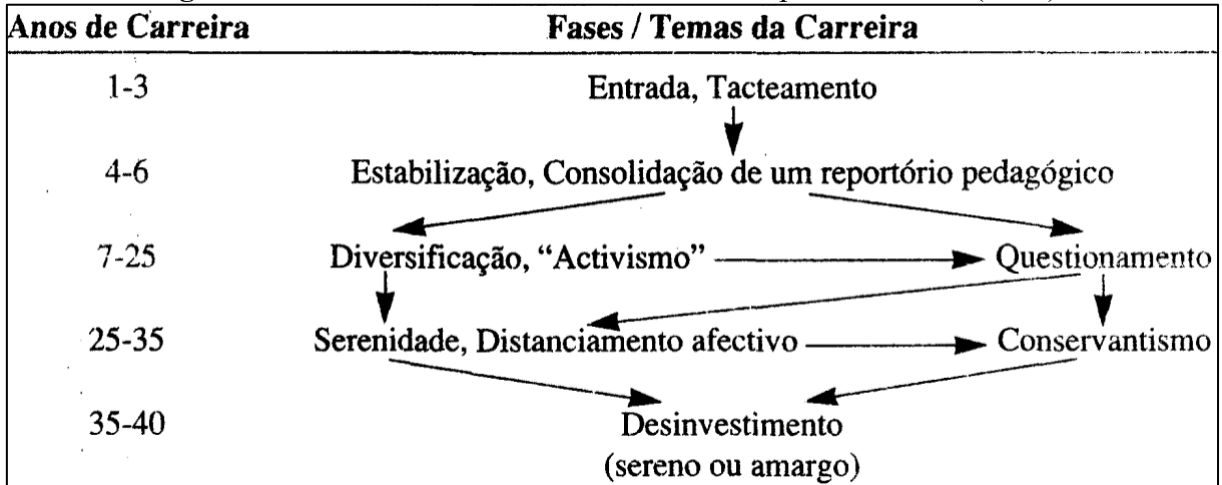 Anos de Carreira Fases / Temas da Carreira
1-3 Entrada, Tacteamento
4-6 Estabilização, Consolidação de um reportório pedagógico
7-25 Diversificação, “Activismo” Questionamento
25-35 Serenidade, Distanciamento afectivo Conservantismo
35-40 Desinvestimento
(sereno ou amargo)